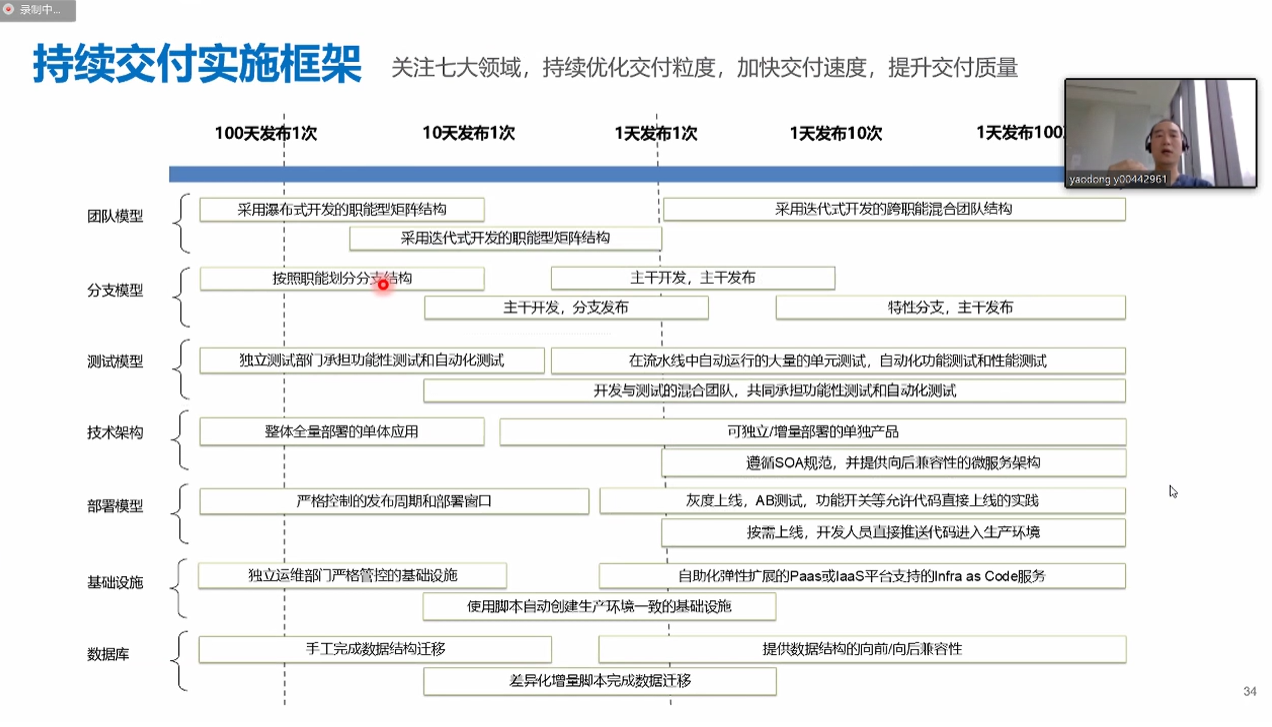 录制中...
持续交付实施框架
关注七大领域，持续优化交付粒度，加快交付速度，提升交付质量
100天发布1次
10天发布1次
1天发布1次
1天发布10次
1天发布100
yaodong y00442961
团队模型
采用瀑布式开发的职能型矩阵结构
采用迭代式开发的跨职能混合团队结构
采用迭代式开发的职能型矩阵结构
分支模型
按照职能划分分支结构
主干开发，主干发布
主干开发，分支发布
特性分支，主干发布
测试模型
独立测试部门承担功能性测试和自动化测试
在流水线中自动运行的大量的单元测试，自动化功能测试和性能测试
开发与测试的混合团队，共同承担功能性测试和自动化测试
技术架构
整体全量部署的单体应用
可独立/增量部署的单独产品
遵循SOA规范，并提供向后兼容性的微服务架构
部署模型
严格控制的发布周期和部署窗口
灰度上线，AB测试，功能开关等允许代码直接上线的实践
按需上线，开发人员直接推送代码进入生产环境
基础设施
独立运维部门严格管控的基础设施
自助化弹性扩展的Paas或IaaS平台支持的Infra as Code服务
使用脚本自动创建生产环境一致的基础设施
数据库
手工完成数据结构迁移
提供数据结构的向前/向后兼容性
差异化增量脚本完成数据迁移
34